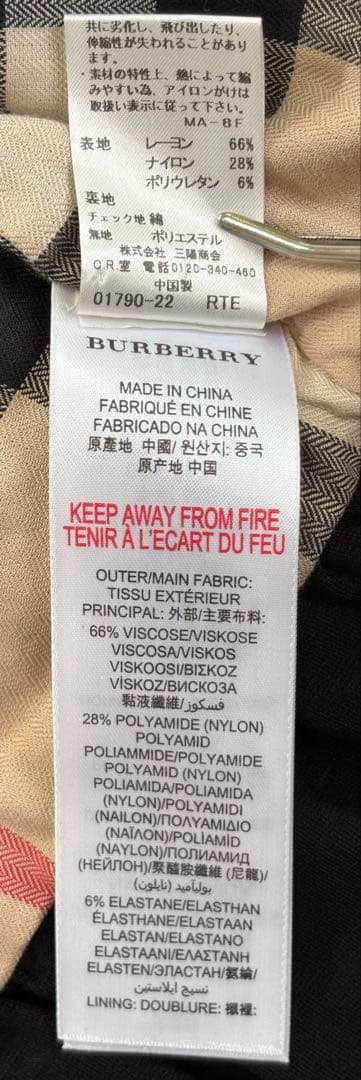 共に劣化し、飛び出したり、
伸縮性が失われることがあり
ます。
・素材の特性上、熱によって縮
みやすい為、アイロンがけは
取扱い表示に従って下さい。
MA-8F
表地 レーヨン 66%
ナイロン 28%
ポリウレタン 6%
裏地
チェック地 綿
無地 ポリエステル
株式会社 三陽商会
C.R.室 電話0120-340-460
中国製
01790-22 RTE
BURBERRY
MADE IN CHINA
FABRIQUÉ EN CHINE
FABRICADO NA CHINA
原產地 中國/ 원산지: 중국
原产地 中国
KEEP AWAY FROM FIRE
TENIR À L'ECART DU FEU
OUTER/MAIN FABRIC:
TISSU EXTÉRIEUR
PRINCIPAL: 外部/主要布料:
66% VISCOSE/VISKOSE
VISCOSA/VISKOS
VISKOOSI/ΒΙΣΚΟΖ
VİSKOZ/ВИСКОЗА
黏液纖維/فسكوز
28% POLYAMIDE (NYLON)
POLYAMID
POLIAMMIDE/POLYAMIDE
POLYAMID (NYLON)
POLIAMIDA/POLIAMIDA
(NYLON)/POLYAMIDI
(NAILON)/ΠΟΛΥΑΜΙΔΙΟ
(ΝΑΪΛΟΝ)/POLİAMİD
(NAYLON)/ПОЛИАМИД
(НЕЙЛОН)/聚醯胺纖維 (尼龍)/
بولیآمید (نايلون)
6% ELASTANE/ELASTHAN
ÉLASTHANE/ELASTAAN
ELASTAN/ELASTANO
ELASTAANI/ΕΛΑΣΤΑΝΗ
ELASTEN/ЭЛАСТАН/氨綸/
نسيج ايلاستين
LINING: DOUBLURE: 襯裡: